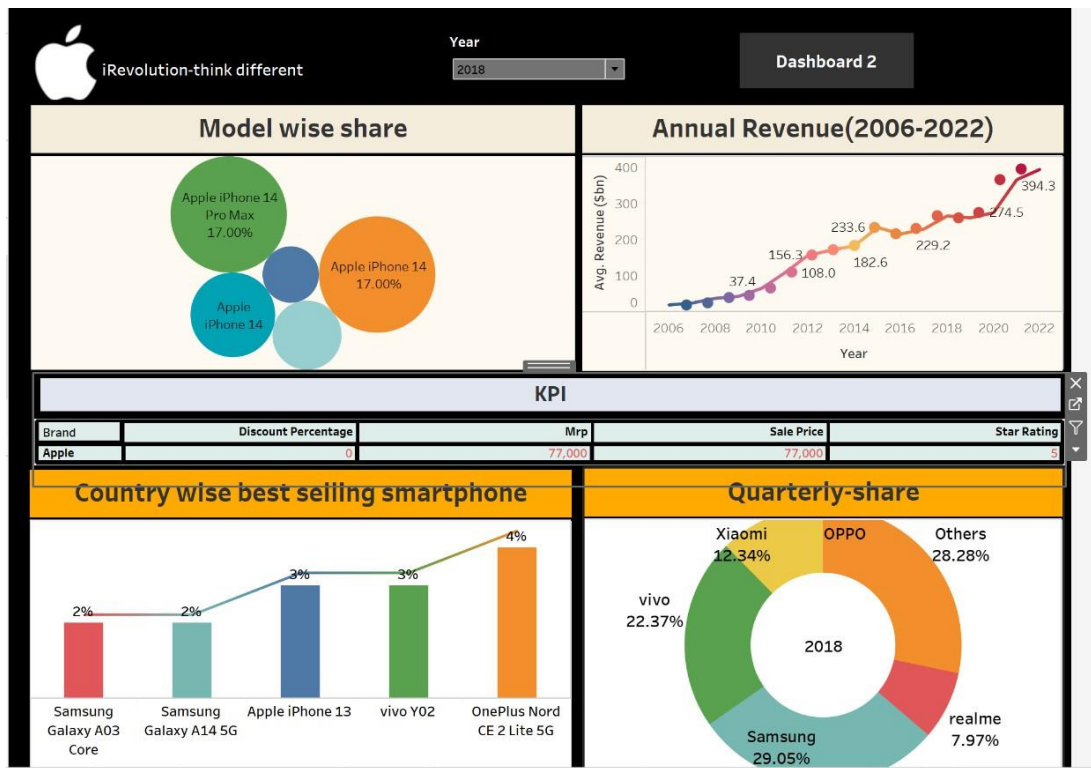 iRevolution-think different
Year
2018
Dashboard 2
Model wise share
Apple iPhone 14
Pro Max
17.00%
Apple iPhone 14
17.00%
Apple
iPhone 14
Annual Revenue(2006-2022)
Avg. Revenue ($bn)
400
300
200
100
0
37.4
156.3
108.0
233.6
182.6
229.2
274.5
394.3
2006 2008 2010 2012 2014 2016 2018 2020 2022
Year
KPI
Brand Discount Percentage Mrp Sale Price Star Rating
Apple 0 77,000 77,000 5
Country wise best selling smartphone
2% 2% 3% 3% 4%
Samsung
Galaxy A03
Core
Samsung
Galaxy A14 5G
Apple iPhone 13
vivo Y02
OnePlus Nord
CE 2 Lite 5G
Quarterly-share
Xiaomi
12.34%
OPPO
Others
28.28%
vivo
22.37%
2018
realme
7.97%
Samsung
29.05%